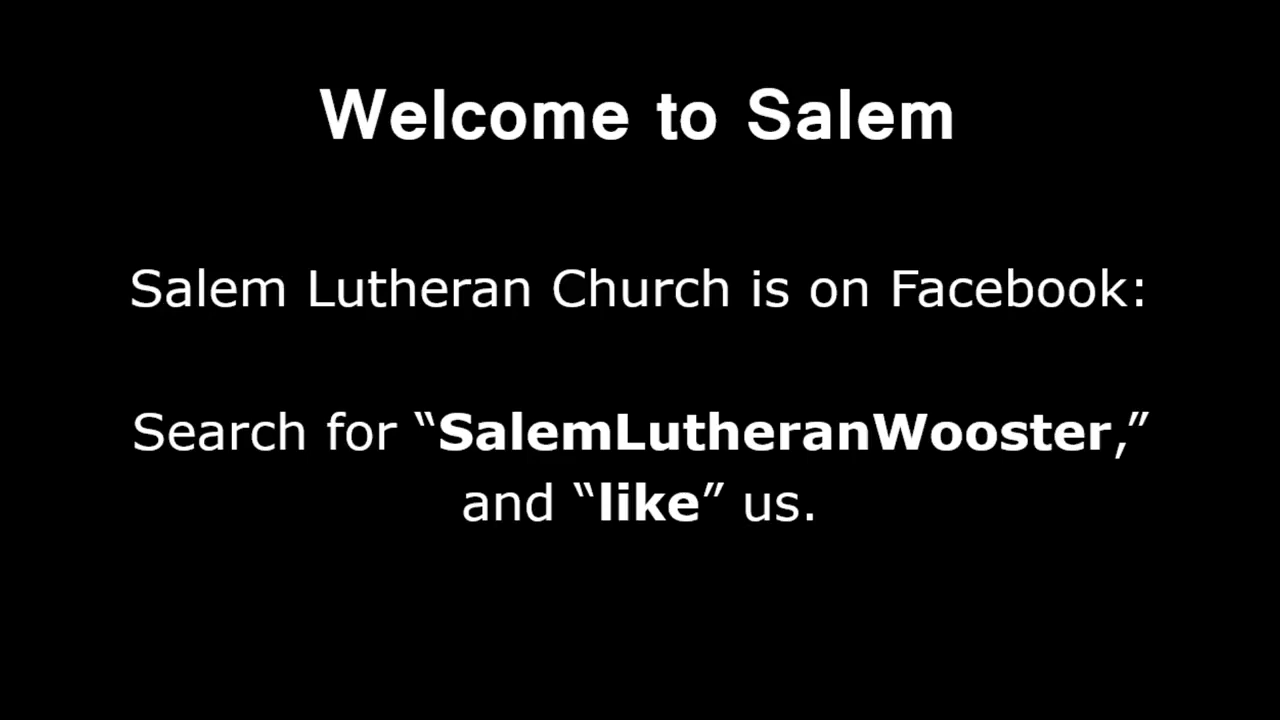 Welcome to Salem
Salem Lutheran Church is on Facebook:
Search for “SalemLutheranWooster,”
and “like” us.